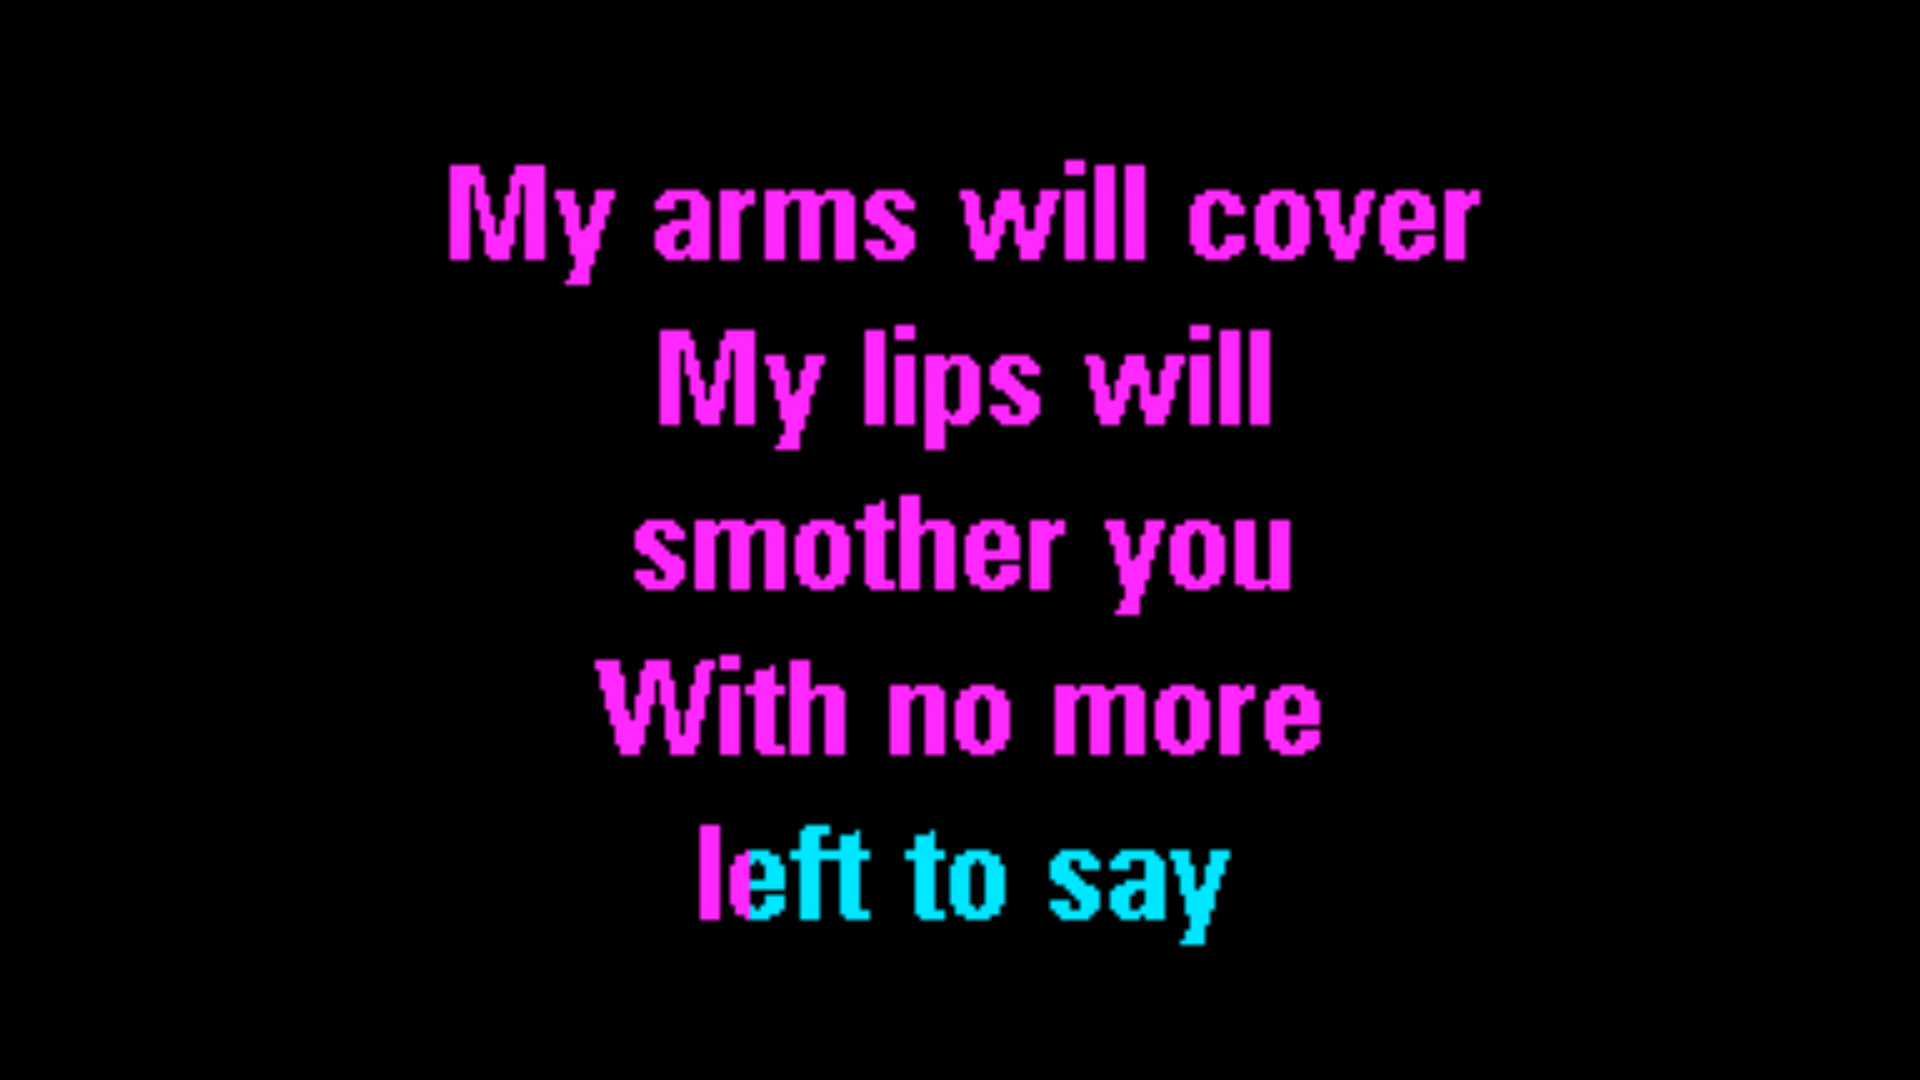 My arms will cover
My lips will
smother you
With no more
left to say